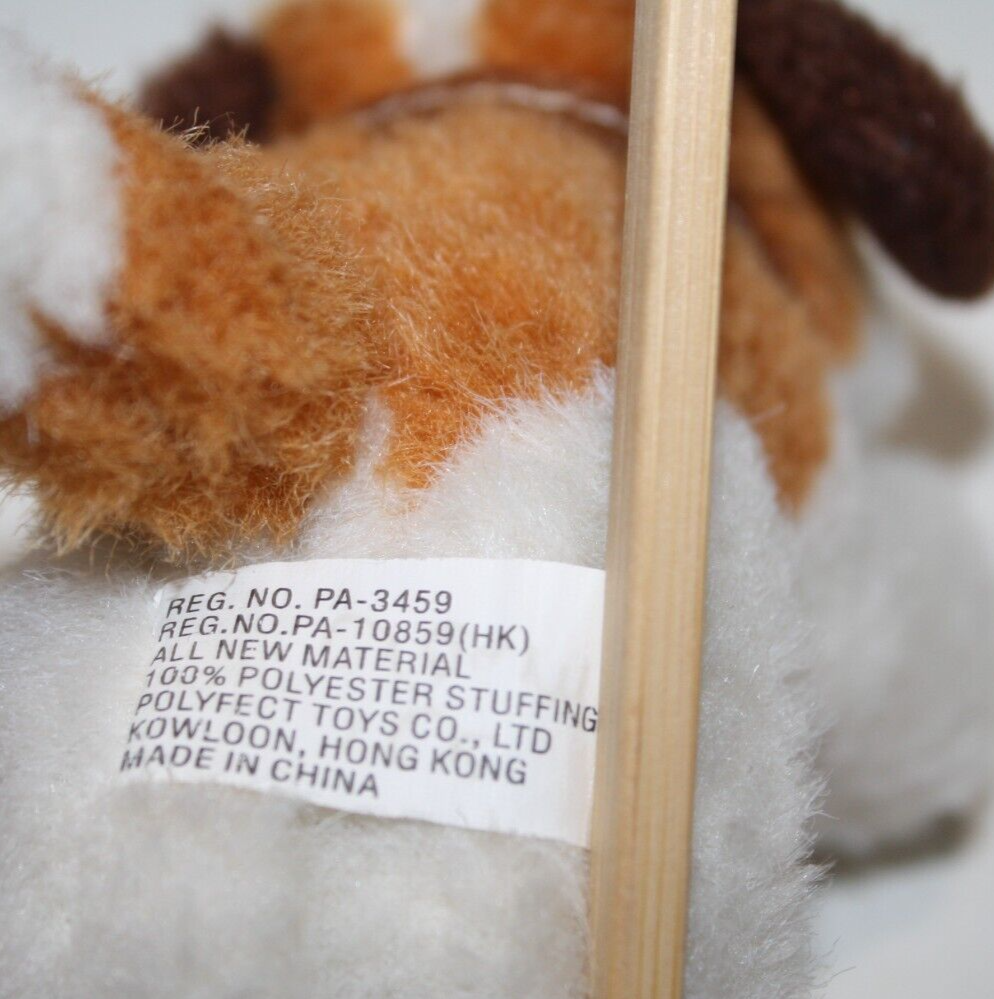 REG. NO. PA-3459
REG.NO.PA-10859(HK)
ALL NEW MATERIAL
100% POLYESTER STUFFING
POLYFECT TOYS CO., LTD
KOWLOON, HONG KONG
MADE IN CHINA